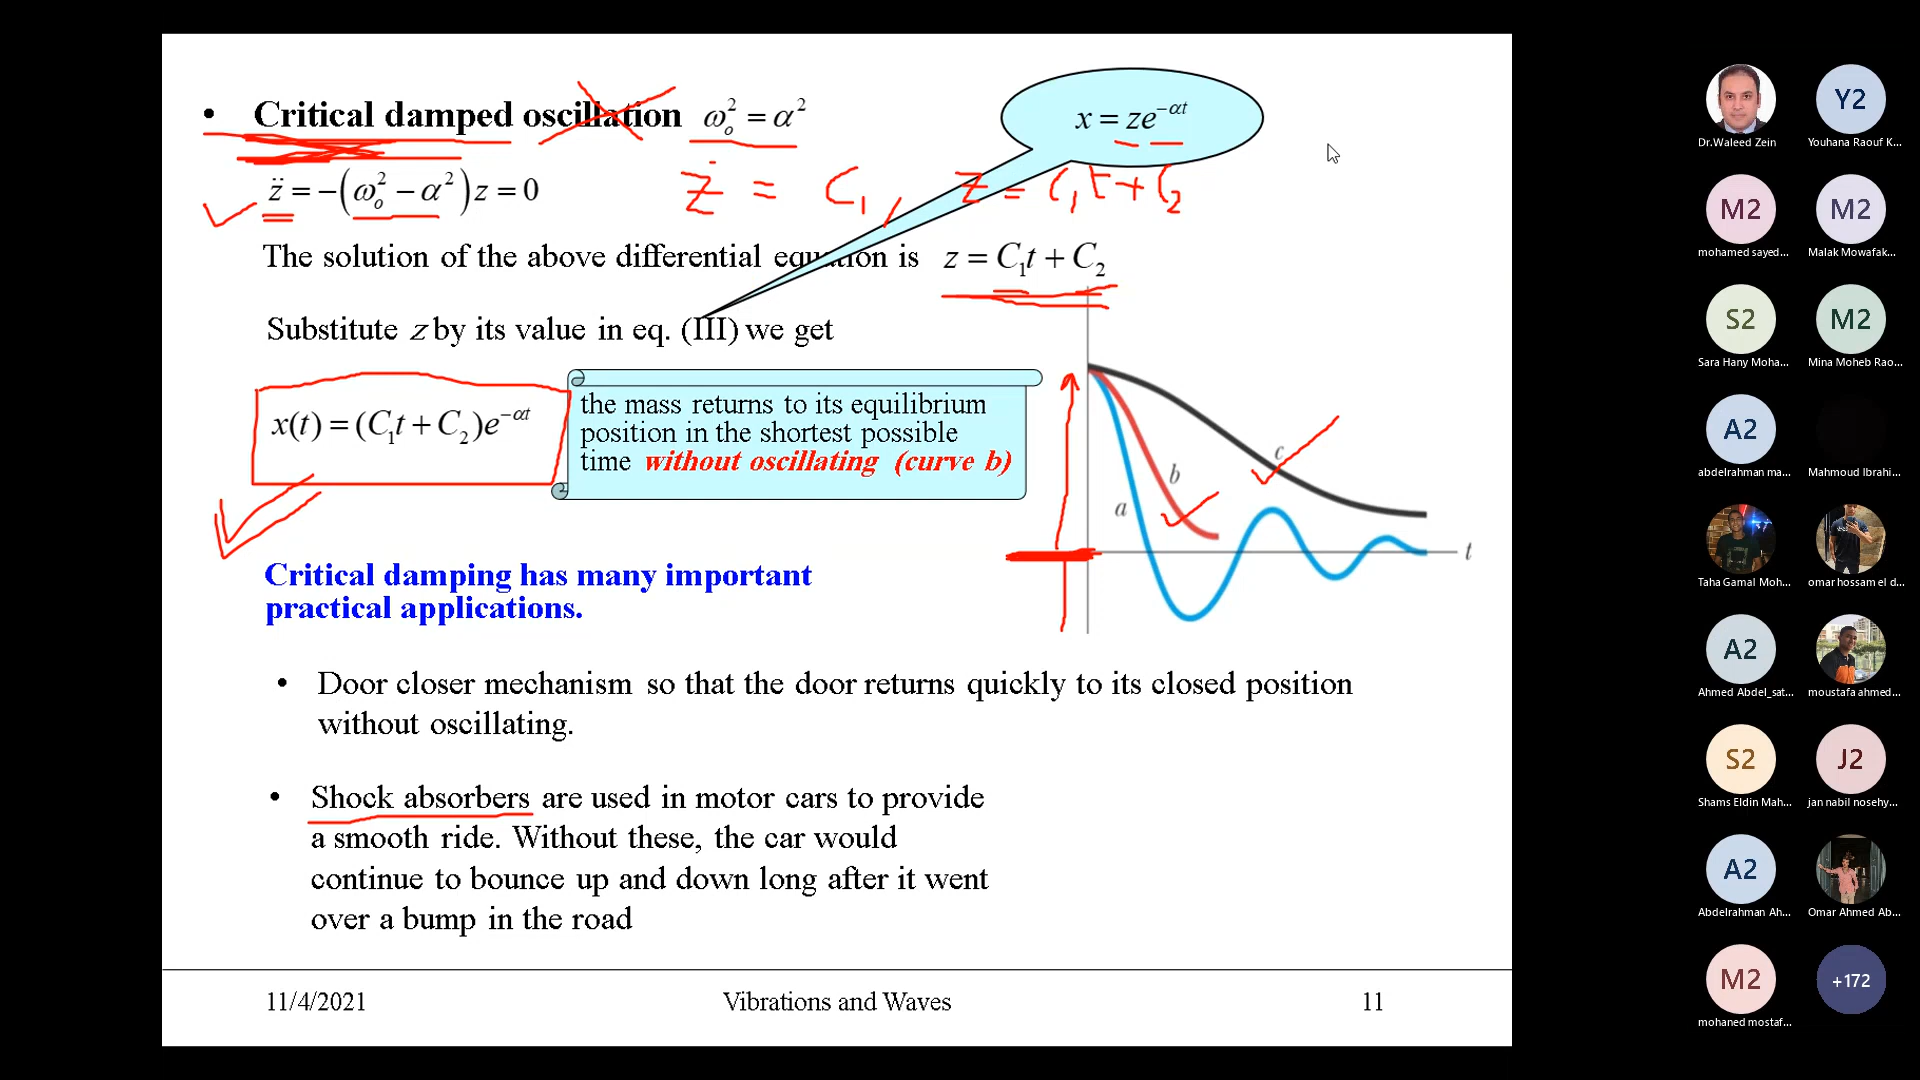 • Critical damped oscillation ωₒ² = α²
x = ze^(−αt)
z̈ = −(ωₒ² − α²)z = 0
ż = C₁, z = C₁t + C₂
The solution of the above differential equation is z = C₁t + C₂
Substitute z by its value in eq. (III) we get
x(t) = (C₁t + C₂)e^(−αt)
the mass returns to its equilibrium
position in the shortest possible
time without oscillating (curve b)
c
b
a
t
Critical damping has many important
practical applications.
• Door closer mechanism so that the door returns quickly to its closed position
without oscillating.
• Shock absorbers are used in motor cars to provide
a smooth ride. Without these, the car would
continue to bounce up and down long after it went
over a bump in the road
11/4/2021 Vibrations and Waves 11
Y2
Dr.Waleed Zein Youhana Raouf K...
M2 M2
mohamed sayed... Malak Mowafak...
S2 M2
Sara Hany Moha... Mina Moheb Rao...
A2
abdelrahman ma... Mahmoud Ibrahi...
Taha Gamal Moh... omar hossam el d...
A2
Ahmed Abdel_sat... moustafa ahmed...
S2 J2
Shams Eldin Mah... jan nabil nosehy...
A2
Abdelrahman Ah... Omar Ahmed Ab...
M2 +172
mohaned mostaf...